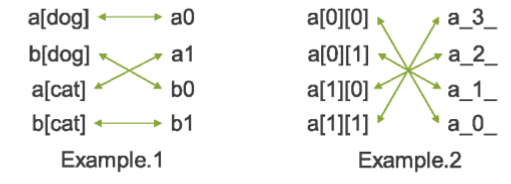 a[dog] a0 a[0][0] a_3_
b[dog] a1 a[0][1] a_2_
a[cat] b0 a[1][0] a_1_
b[cat] b1 a[1][1] a_0_
Example.1 Example.2